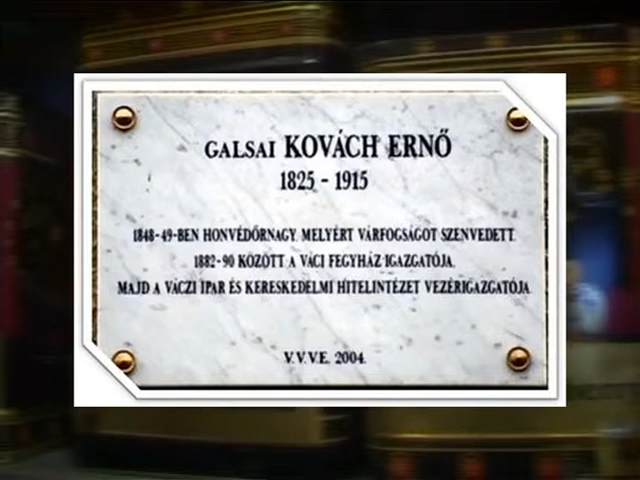 GALSAI KOVÁCH ERNŐ
1825 - 1915
1848-49-BEN HONVÉDŐRNAGY, MELYÉRT VÁRFOGSÁGOT SZENVEDETT.
1882-90 KÖZÖTT A VÁCI FEGYHÁZ IGAZGATÓJA,
MAJD A VÁCZI IPAR ÉS KERESKEDELMI HITELINTÉZET VEZÉRIGAZGATÓJA
V.V.V.E. 2004.